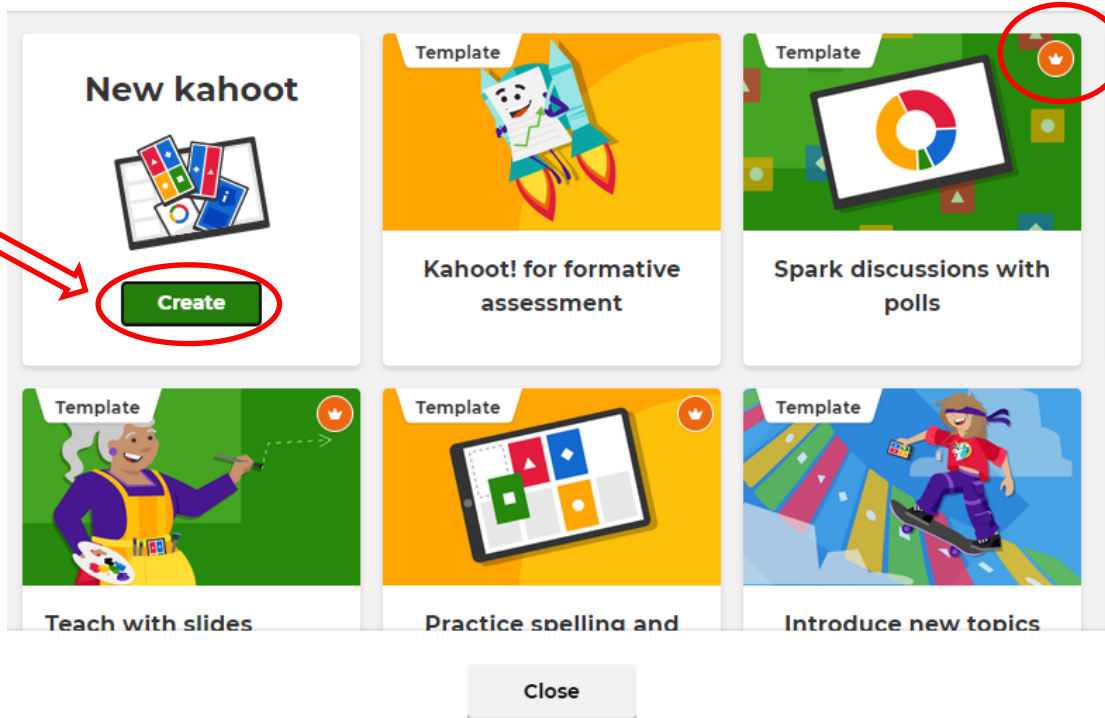 New kahoot
Create
Template
Kahoot! for formative
assessment
Template
Spark discussions with
polls
Template
Teach with slides
Template
Practice spelling and
Template
Introduce new topics
Close